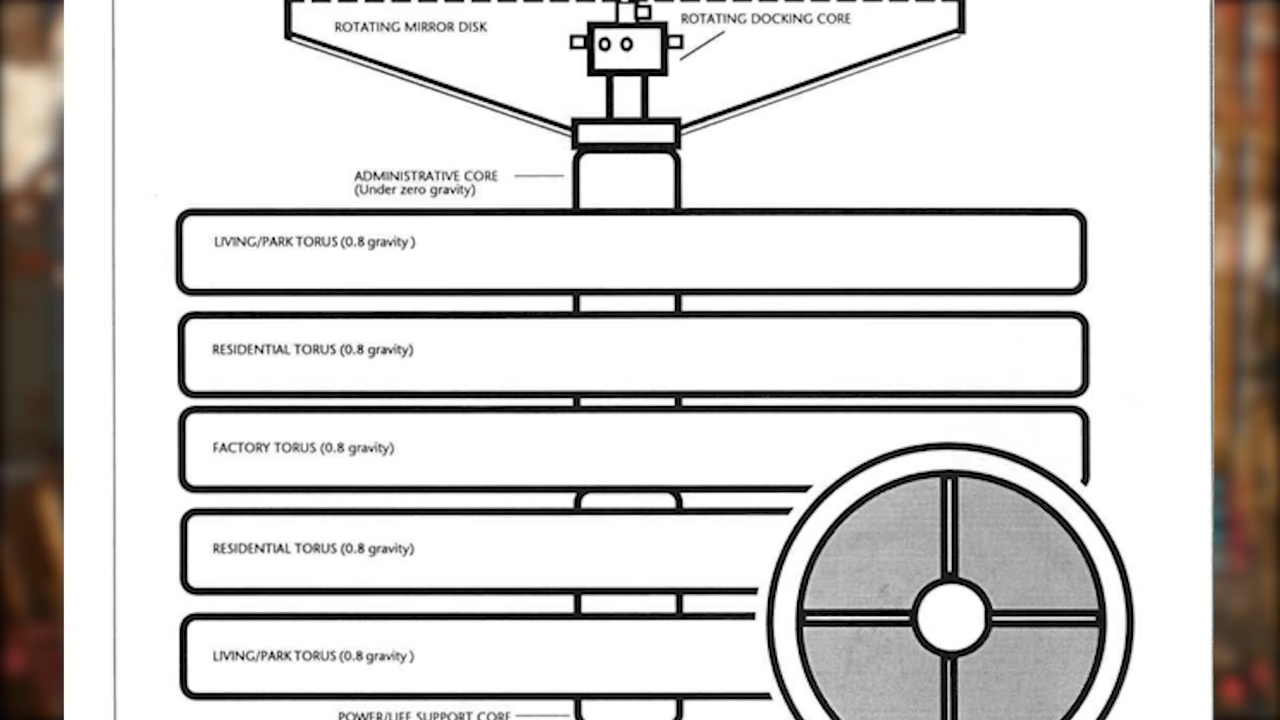 ROTATING MIRROR DISK
ROTATING DOCKING CORE
ADMINISTRATIVE CORE
(Under zero gravity)
LIVING/PARK TORUS (0.8 gravity )
RESIDENTIAL TORUS (0.8 gravity)
FACTORY TORUS (0.8 gravity)
RESIDENTIAL TORUS (0.8 gravity)
LIVING/PARK TORUS (0.8 gravity )
POWER/LIFE SUPPORT CORE